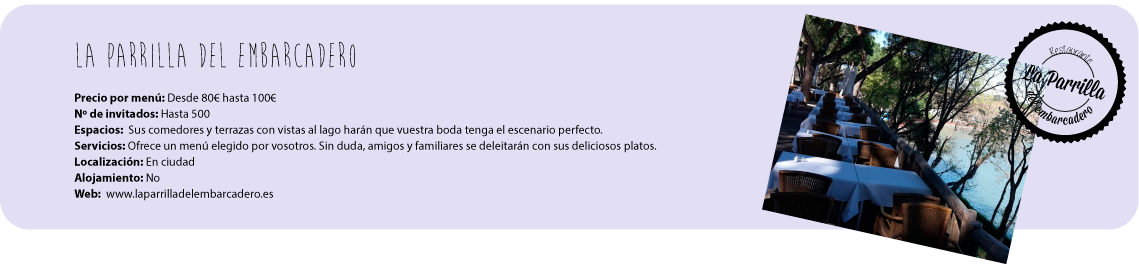 LA PARRILLA DEL EMBARCADERO
Precio por menú: Desde 80€ hasta 100€
Nº de invitados: Hasta 500
Espacios: Sus comedores y terrazas con vistas al lago harán que vuestra boda tenga el escenario perfecto.
Servicios: Ofrece un menú elegido por vosotros. Sin duda, amigos y familiares se deleitarán con sus deliciosos platos.
Localización: En ciudad
Alojamiento: No
Web: www.laparrilladelembarcadero.es
Restaurante
La Parrilla
embarcadero